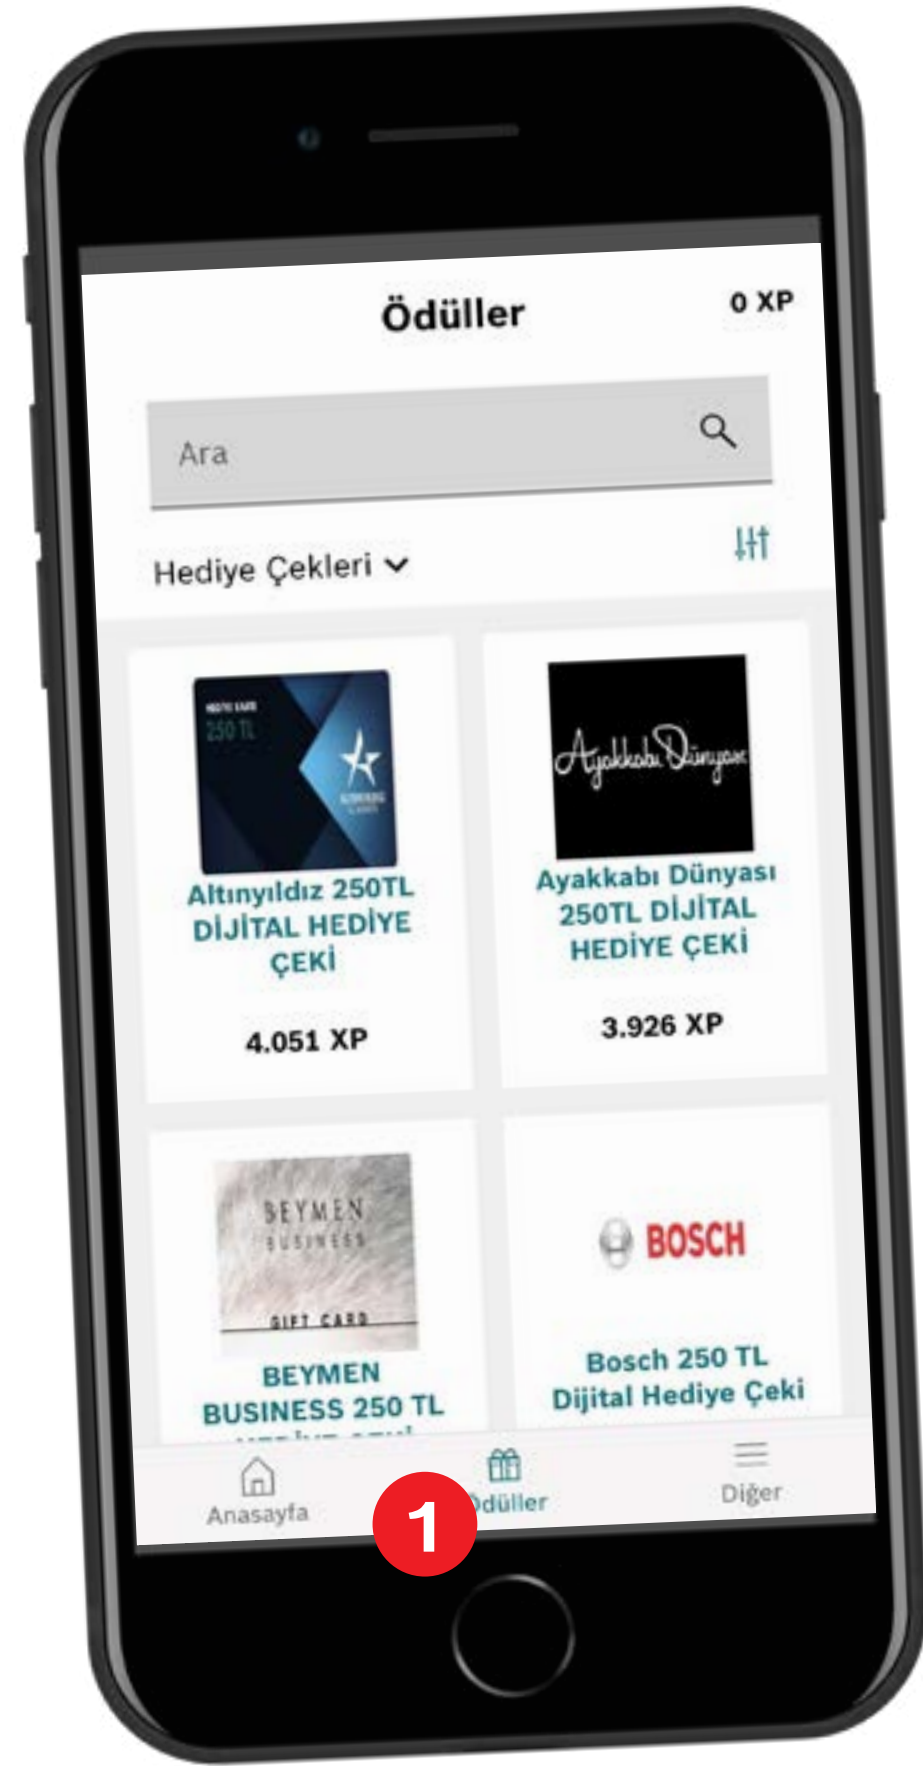 Ödüller
0 XP
Ara
Hediye Çekleri
250 TL
Ayakkabı Dünyası
Altınyıldız 250TL
DİJİTAL HEDİYE
ÇEKİ
4.051 XP
Ayakkabı Dünyası
250TL DİJİTAL
HEDİYE ÇEKİ
3.926 XP
BEYMEN
BUSINESS
GIFT CARD
BEYMEN
BUSINESS 250 TL
BOSCH
Bosch 250 TL
Dijital Hediye Çeki
Anasayfa
1
Ödüller
Diğer